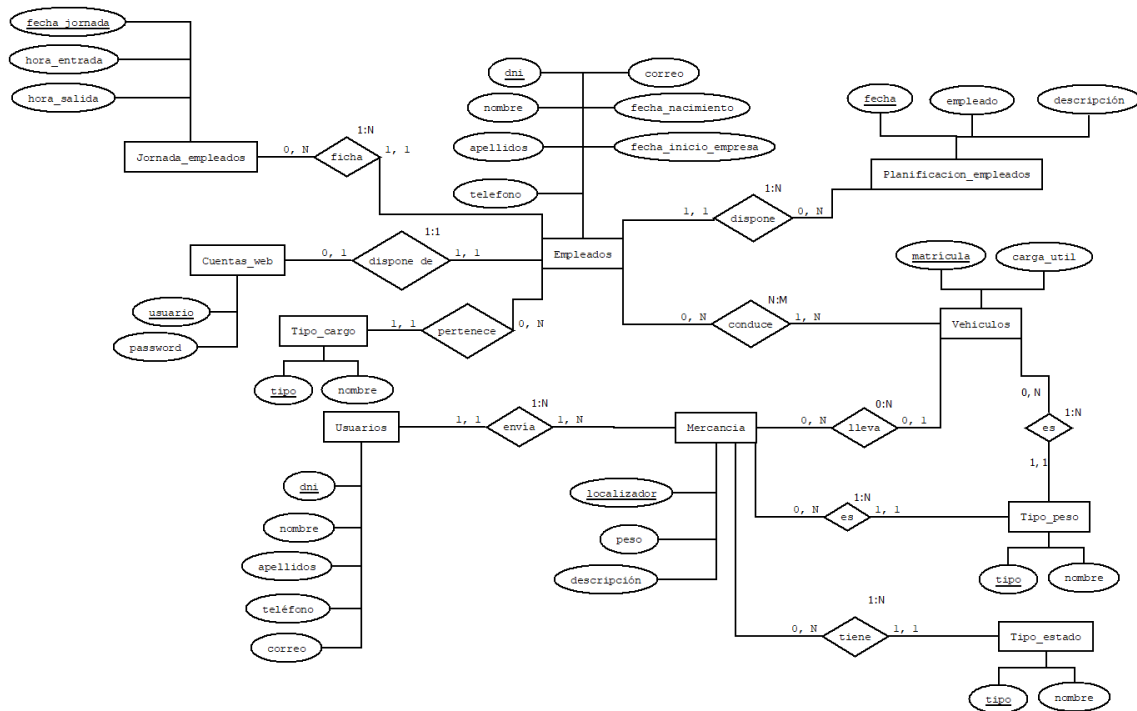 fecha_jornada
hora_entrada
hora_salida
Jornada_empleados
0, N
ficha
1:N
1, 1
dni
correo
nombre
fecha_nacimiento
apellidos
fecha_inicio_empresa
telefono
Empleados
fecha
empleado
descripción
Planificacion_empleados
1:N
1, 1
dispone
0, N
Cuentas_web
0, 1
1:1
dispone de
1, 1
usuario
password
Tipo_cargo
1, 1
pertenece
0, N
tipo
nombre
matrícula
carga_util
Vehiculos
N:M
0, N
conduce
1, N
Usuarios
1, 1
1:N
envía
1, N
Mercancia
0, N
0:N
lleva
0, 1
0, N
1:N
es
1, 1
dni
nombre
apellidos
teléfono
correo
localizador
peso
descripción
1:N
0, N
es
1, 1
Tipo_peso
tipo
nombre
1:N
0, N
tiene
1, 1
Tipo_estado
tipo
nombre